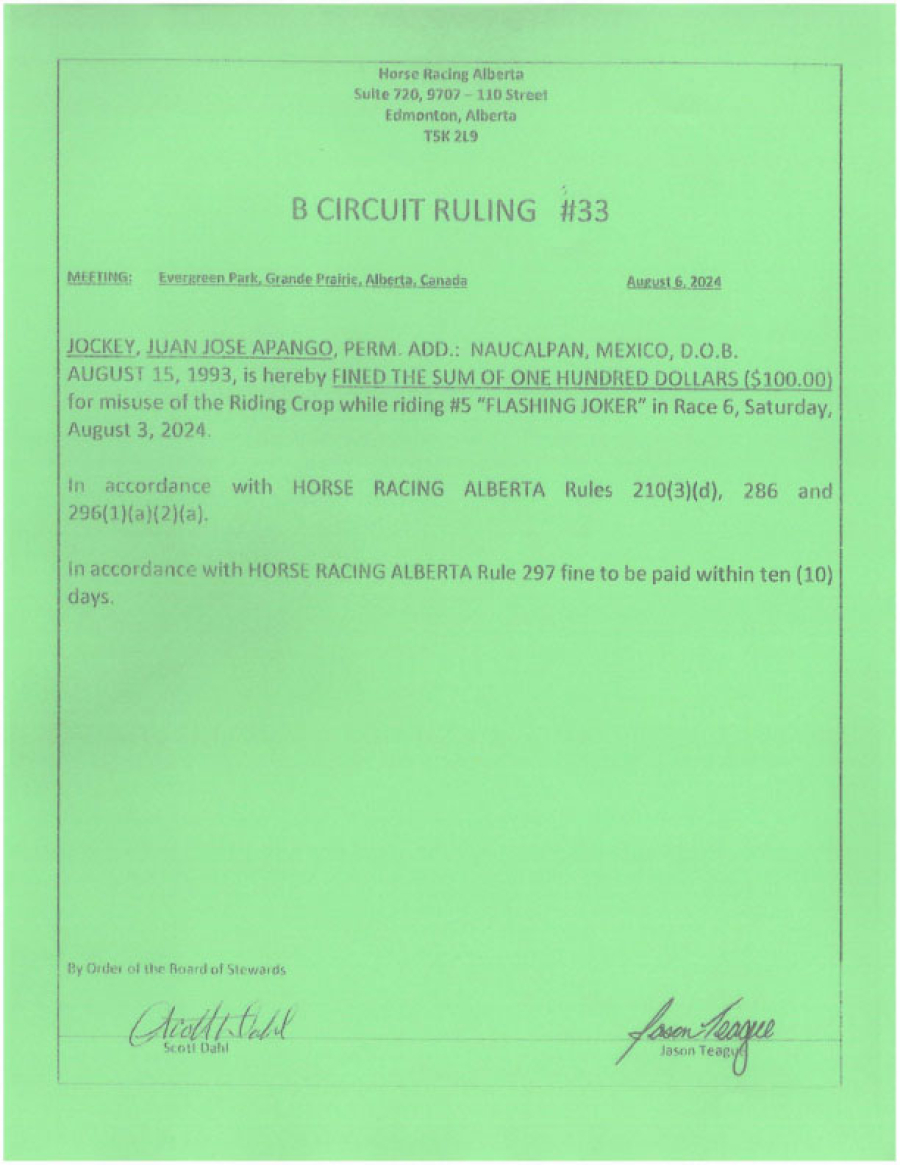 Horse Racing Alberta
Suite 720, 9707 – 110 Street
Edmonton, Alberta
T5K 2L9
B CIRCUIT RULING #33
MEETING: Evergreen Park, Grande Prairie, Alberta, Canada August 6, 2024
JOCKEY, JUAN JOSE APANGO, PERM. ADD.: NAUCALPAN, MEXICO, D.O.B.
AUGUST 15, 1993, is hereby FINED THE SUM OF ONE HUNDRED DOLLARS ($100.00)
for misuse of the Riding Crop while riding #5 "FLASHING JOKER" in Race 6, Saturday,
August 3, 2024.
In accordance with HORSE RACING ALBERTA Rules 210(3)(d), 286 and
296(1)(a)(2)(a).
In accordance with HORSE RACING ALBERTA Rule 297 fine to be paid within ten (10)
days.
By Order of the Board of Stewards
Scott Dahl Jason Teague
Scott Dahl Jason Teague